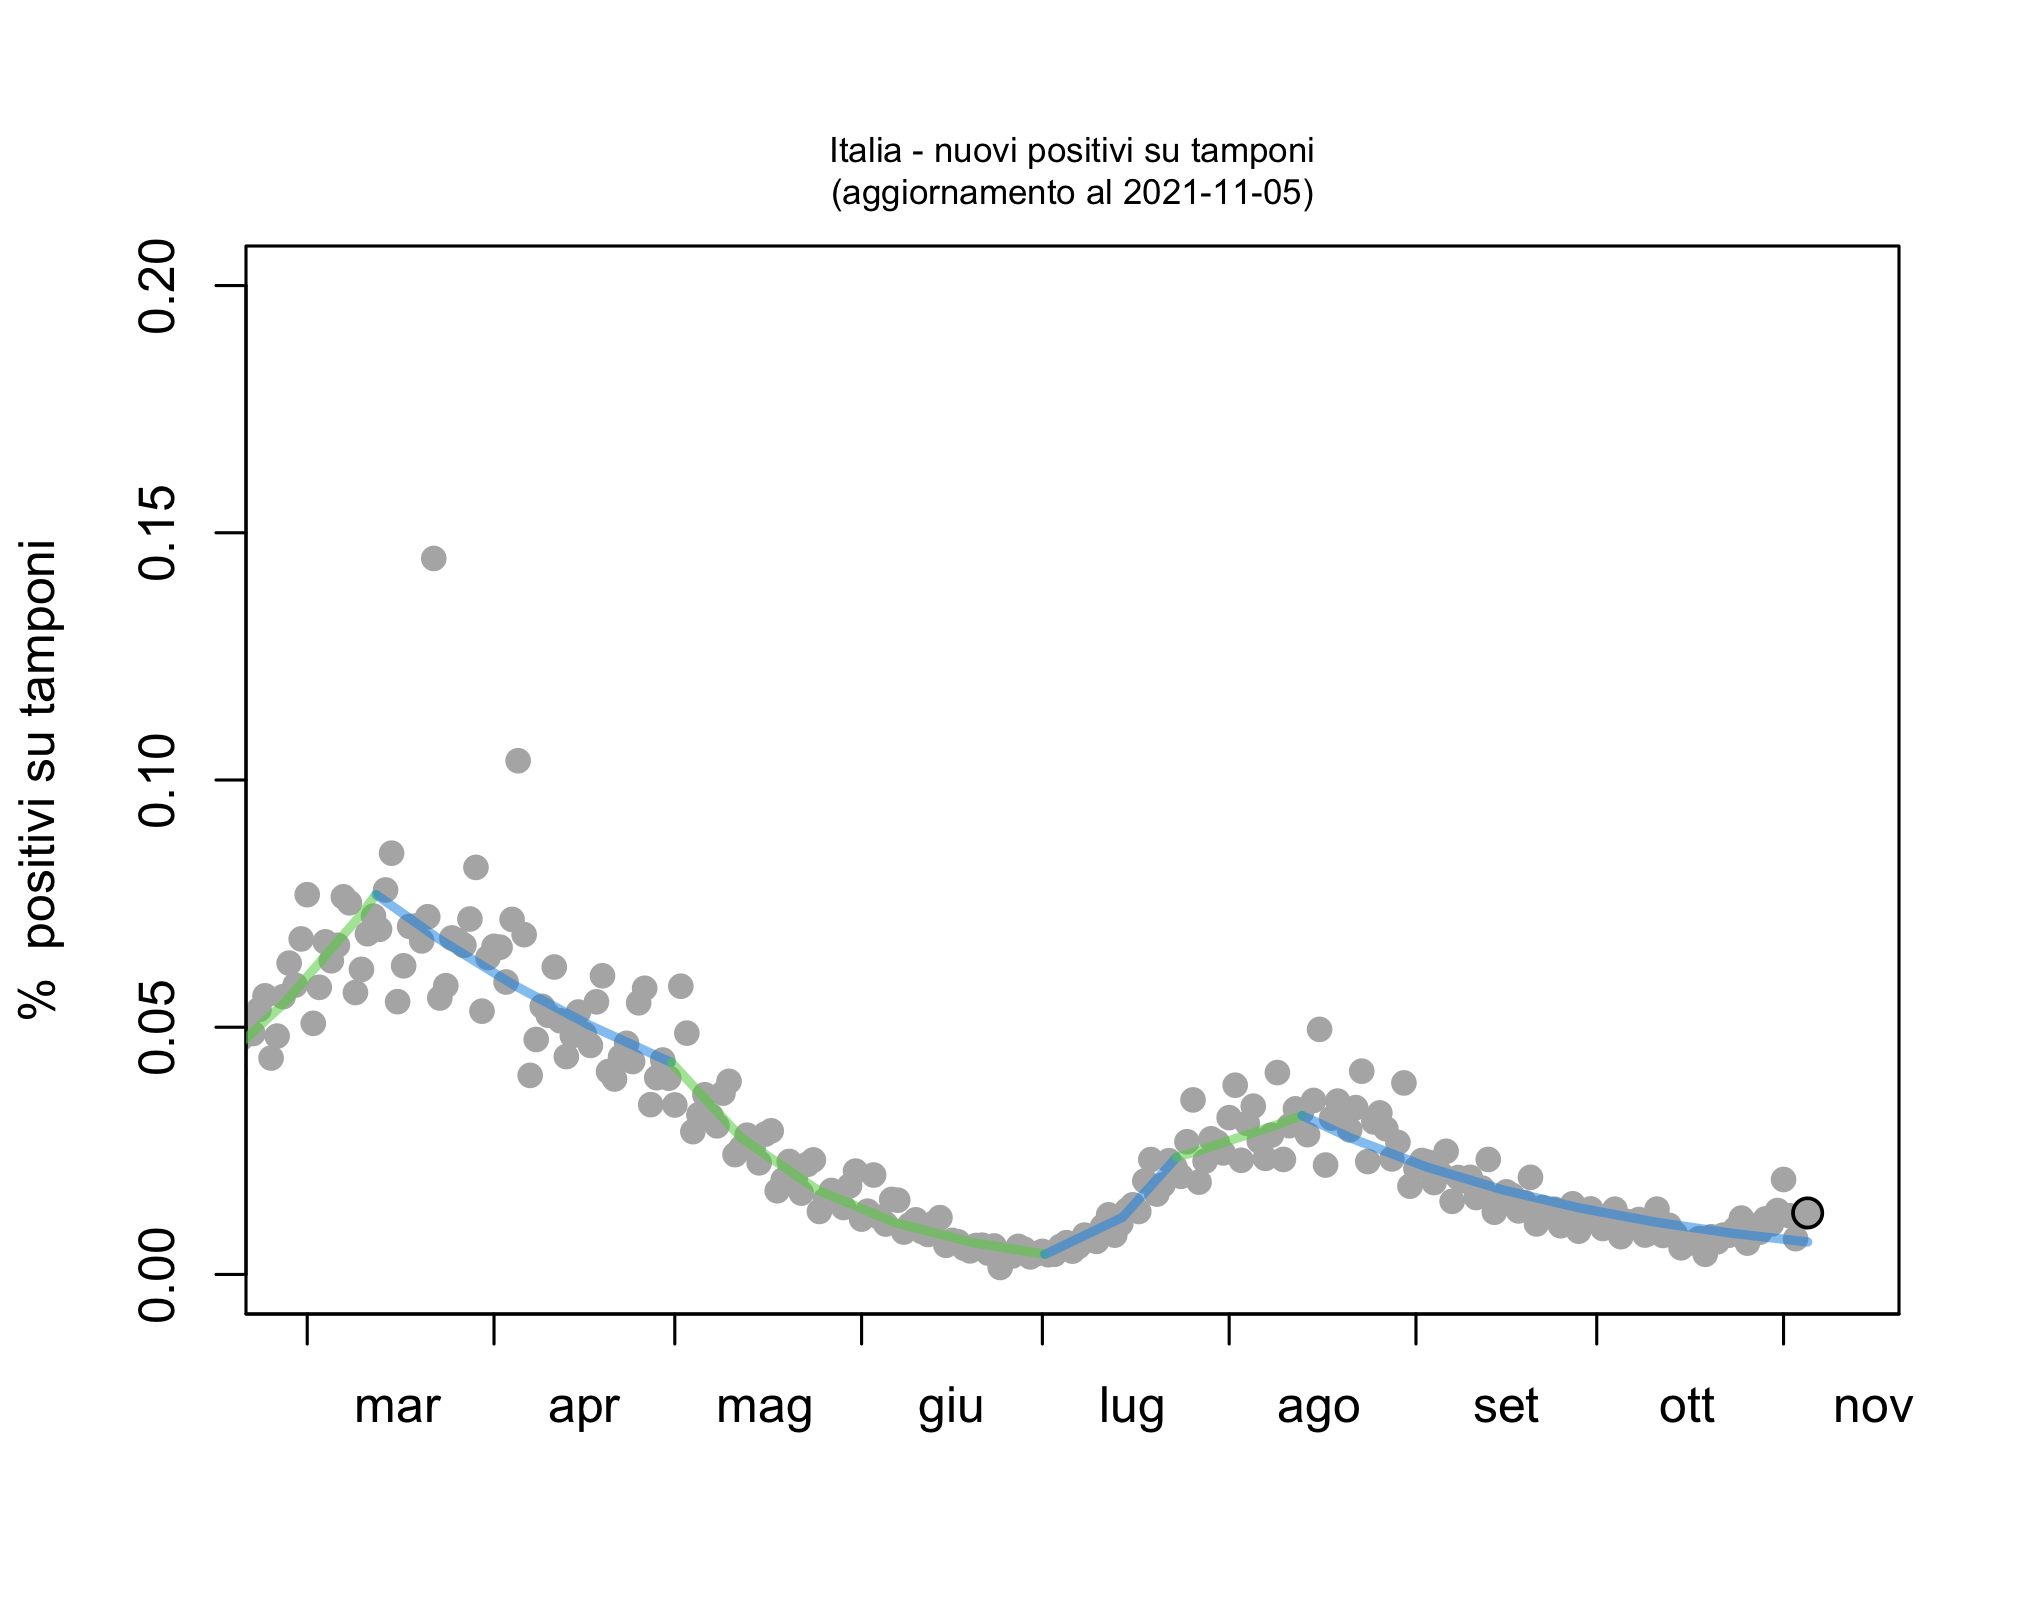 Italia - nuovi positivi su tamponi
(aggiornamento al 2021-11-05)
% positivi su tamponi
0.20
0.15
0.10
0.05
0.00
mar apr mag giu lug ago set ott nov